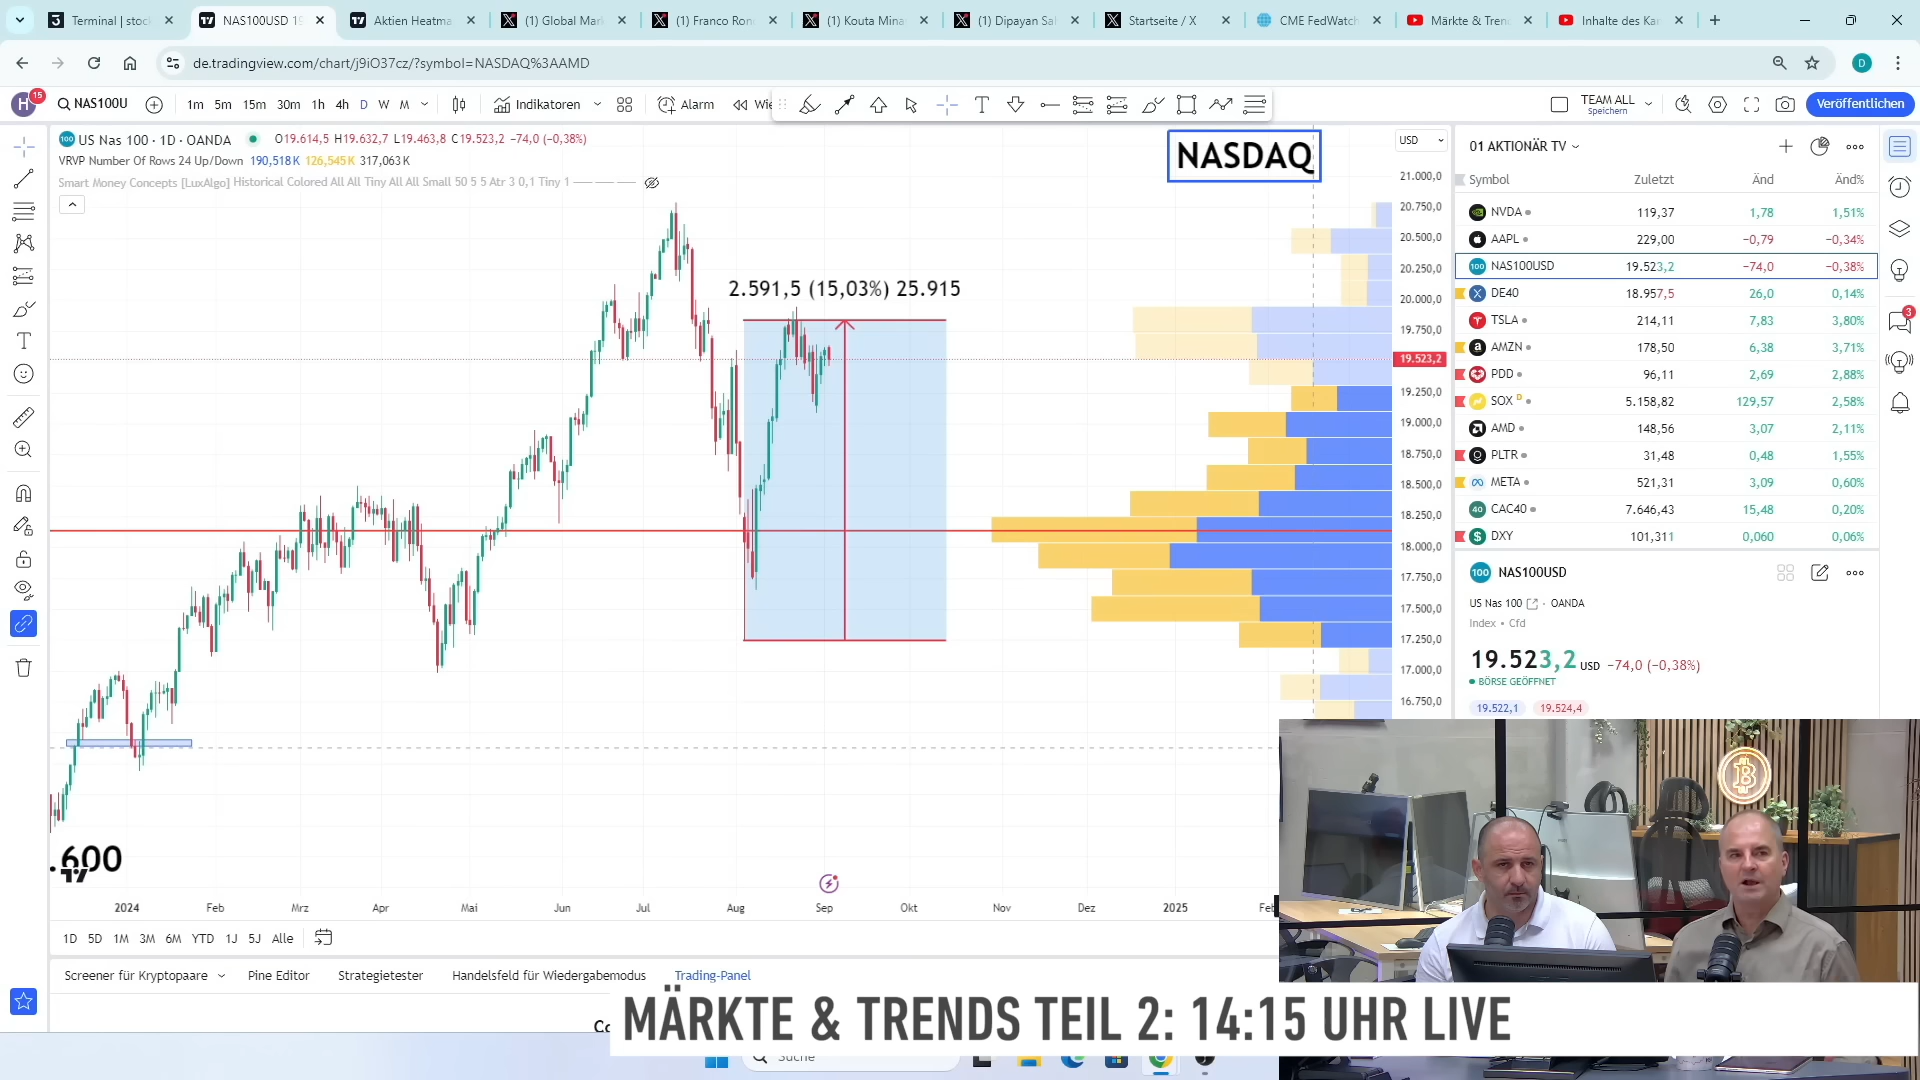 Terminal | stock
NAS100USD 19
Aktien Heatma
(1) Global Mark
(1) Franco Ron
(1) Kouta Mina
(1) Dipayan Sa
Startseite / X
CME FedWatch
Märkte & Tren
Inhalte des Kan
de.tradingview.com/chart/j9iO37cz/?symbol=NASDAQ%3AAMD
D
H
15
NAS100U
1m 5m 15m 30m 1h 4h D W M
Indikatoren
Alarm
TEAM ALL
Speichern
Veröffentlichen
US Nas 100 · 1D · OANDA
O19.614,5 H19.632,7 L19.463,8 C19.523,2 −74,0 (−0,38%)
VRVP Number Of Rows 24 Up/Down 190,518K 126,545K 317,063K
Smart Money Concepts [LuxAlgo] Historical Colored All All Tiny All All Small 50 5 5 Atr 3 0,1 Tiny 1
NASDAQ
2.591,5 (15,03%) 25.915
USD
21.000,0
20.750,0
20.500,0
20.250,0
20.000,0
19.750,0
19.523,2
19.250,0
19.000,0
18.750,0
18.500,0
18.250,0
18.000,0
17.750,0
17.500,0
17.250,0
17.000,0
16.750,0
.600
2024 Feb Mrz Apr Mai Jun Jul Aug Sep Okt Nov Dez 2025 Feb
1D 5D 1M 3M 6M YTD 1J 5J Alle
Screener für Kryptopaare
Pine Editor
Strategietester
Handelsfeld für Wiedergabemodus
Trading-Panel
01 AKTIONÄR TV
Symbol Zuletzt Änd Änd%
NVDA 119,37 1,78 1,51%
AAPL 229,00 −0,79 −0,34%
NAS100USD 19.523,2 −74,0 −0,38%
DE40 18.957,5 26,0 0,14%
TSLA 214,11 7,83 3,80%
AMZN 178,50 6,38 3,71%
PDD 96,11 2,69 2,88%
SOX D 5.158,82 129,57 2,58%
AMD 148,56 3,07 2,11%
PLTR 31,48 0,48 1,55%
META 521,31 3,09 0,60%
CAC40 7.646,43 15,48 0,20%
DXY 101,311 0,060 0,06%
100 NAS100USD
US Nas 100 · OANDA
Index • Cfd
19.523,2 USD −74,0 (−0,38%)
BÖRSE GEÖFFNET
19.522,1 19.524,4
3
MÄRKTE & TRENDS TEIL 2: 14:15 UHR LIVE
Suche